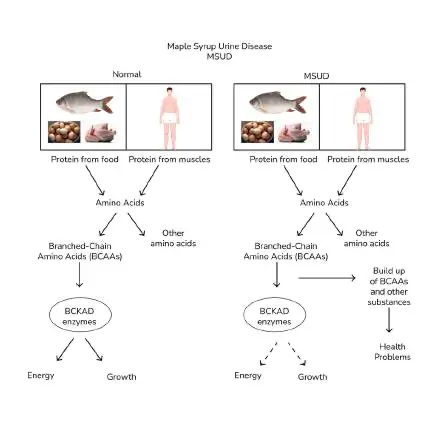 Maple Syrup Urine Disease
MSUD
Normal
Protein from food
Protein from muscles
Amino Acids
Other
amino acids
Branched-Chain
Amino Acids (BCAAs)
BCKAD
enzymes
Energy
Growth
MSUD
Protein from food
Protein from muscles
Amino Acids
Other
amino acids
Branched-Chain
Amino Acids (BCAAs)
Build up
of BCAAs
and other
substances
BCKAD
enzymes
Health
Problems
Energy
Growth